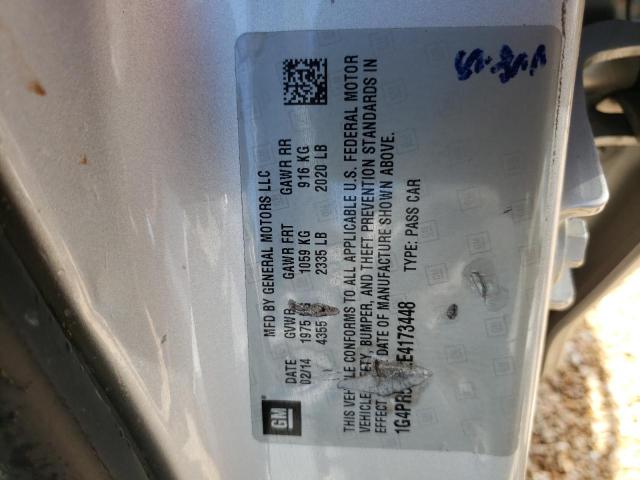 GM
MFD BY GENERAL MOTORS LLC
DATE GVWR GAWR FRT GAWR RR
02/14 1975 1059 KG 916 KG
4355 2335 LB 2020 LB
THIS VEHICLE CONFORMS TO ALL APPLICABLE U.S. FEDERAL MOTOR
VEHICLE SAFETY, BUMPER, AND THEFT PREVENTION STANDARDS IN
EFFECT DATE OF MANUFACTURE SHOWN ABOVE.
1G4PR E4173448 TYPE: PASS CAR